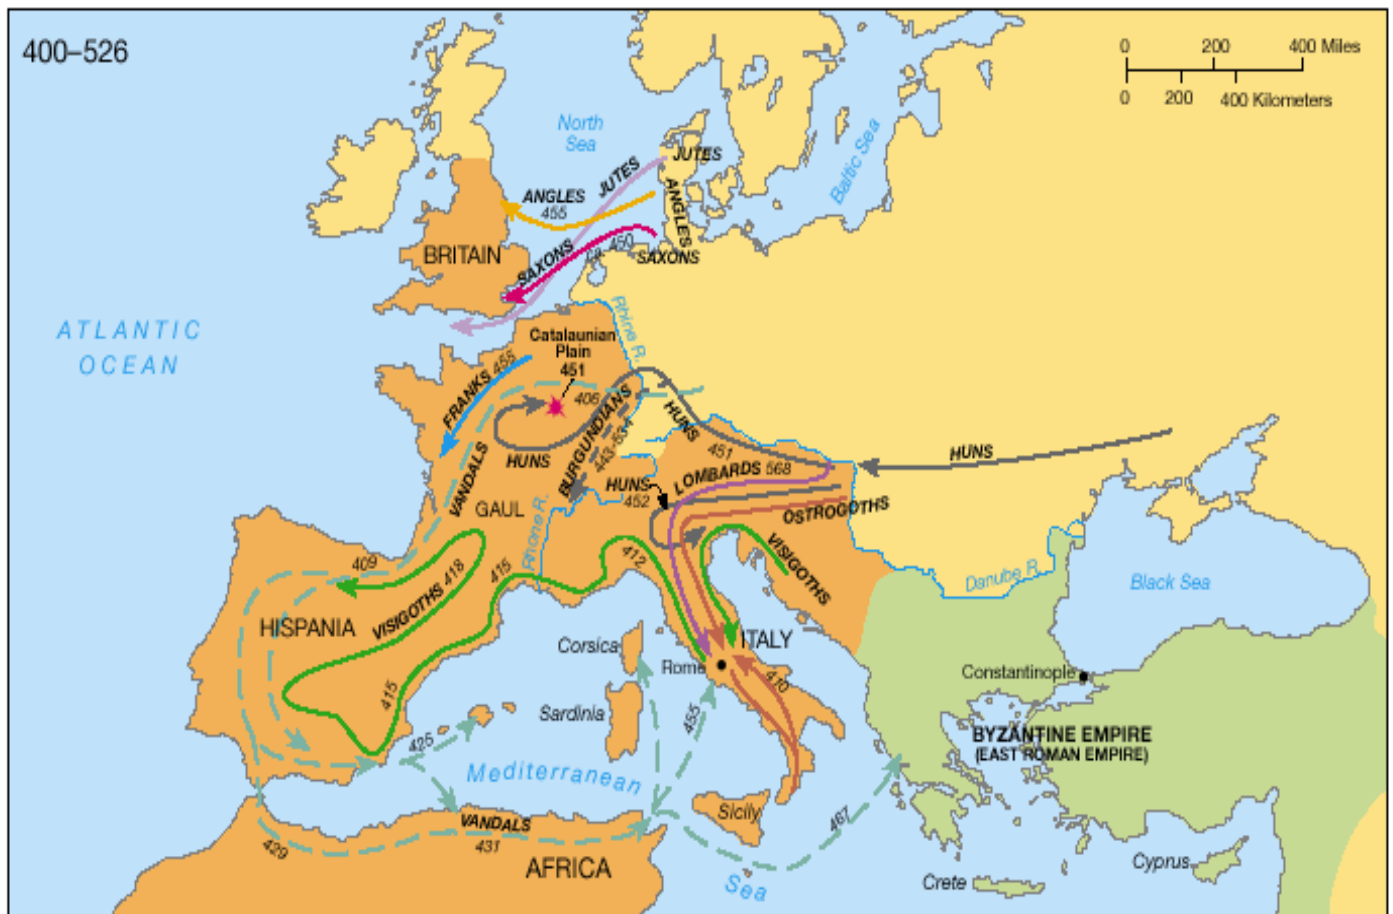 400–526
0 200 400 Miles
0 200 400 Kilometers
North
Sea
Baltic Sea
JUTES
JUTES
ANGLES
455
ANGLES
SAXONS
ca. 450
SAXONS
BRITAIN
ATLANTIC
OCEAN
Rhine R.
Catalaunian
Plain
451
FRANKS 455
406
BURGUNDIANS
443–534
HUNS
HUNS
451
HUNS
LOMBARDS 568
HUNS
452
VANDALS
GAUL
OSTROGOTHS
Rhone R.
VISIGOTHS
409
VISIGOTHS 418
415
412
Danube R.
Black Sea
HISPANIA
ITALY
Corsica
Rome
410
Constantinople
415
Sardinia
455
425
BYZANTINE EMPIRE
(EAST ROMAN EMPIRE)
Mediterranean
Sea
Sicily
467
VANDALS
431
429
AFRICA
Crete
Cyprus